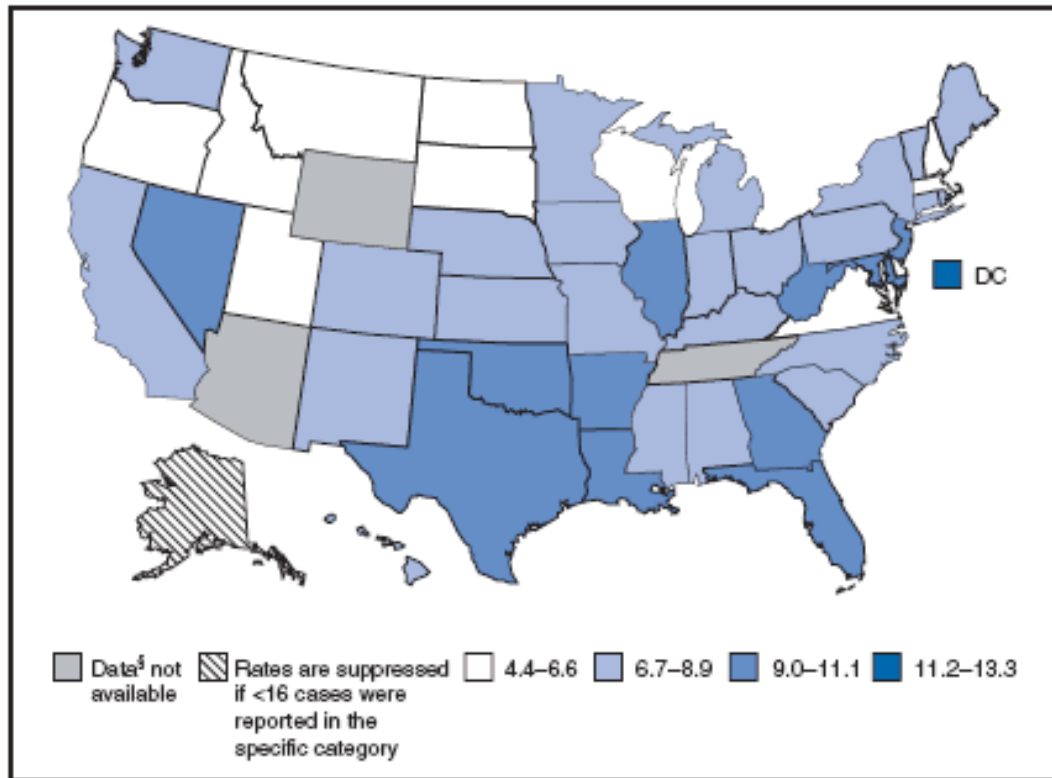 DC
Data§ not
available
Rates are suppressed
if <16 cases were
reported in the
specific category
4.4–6.6
6.7–8.9
9.0–11.1
11.2–13.3